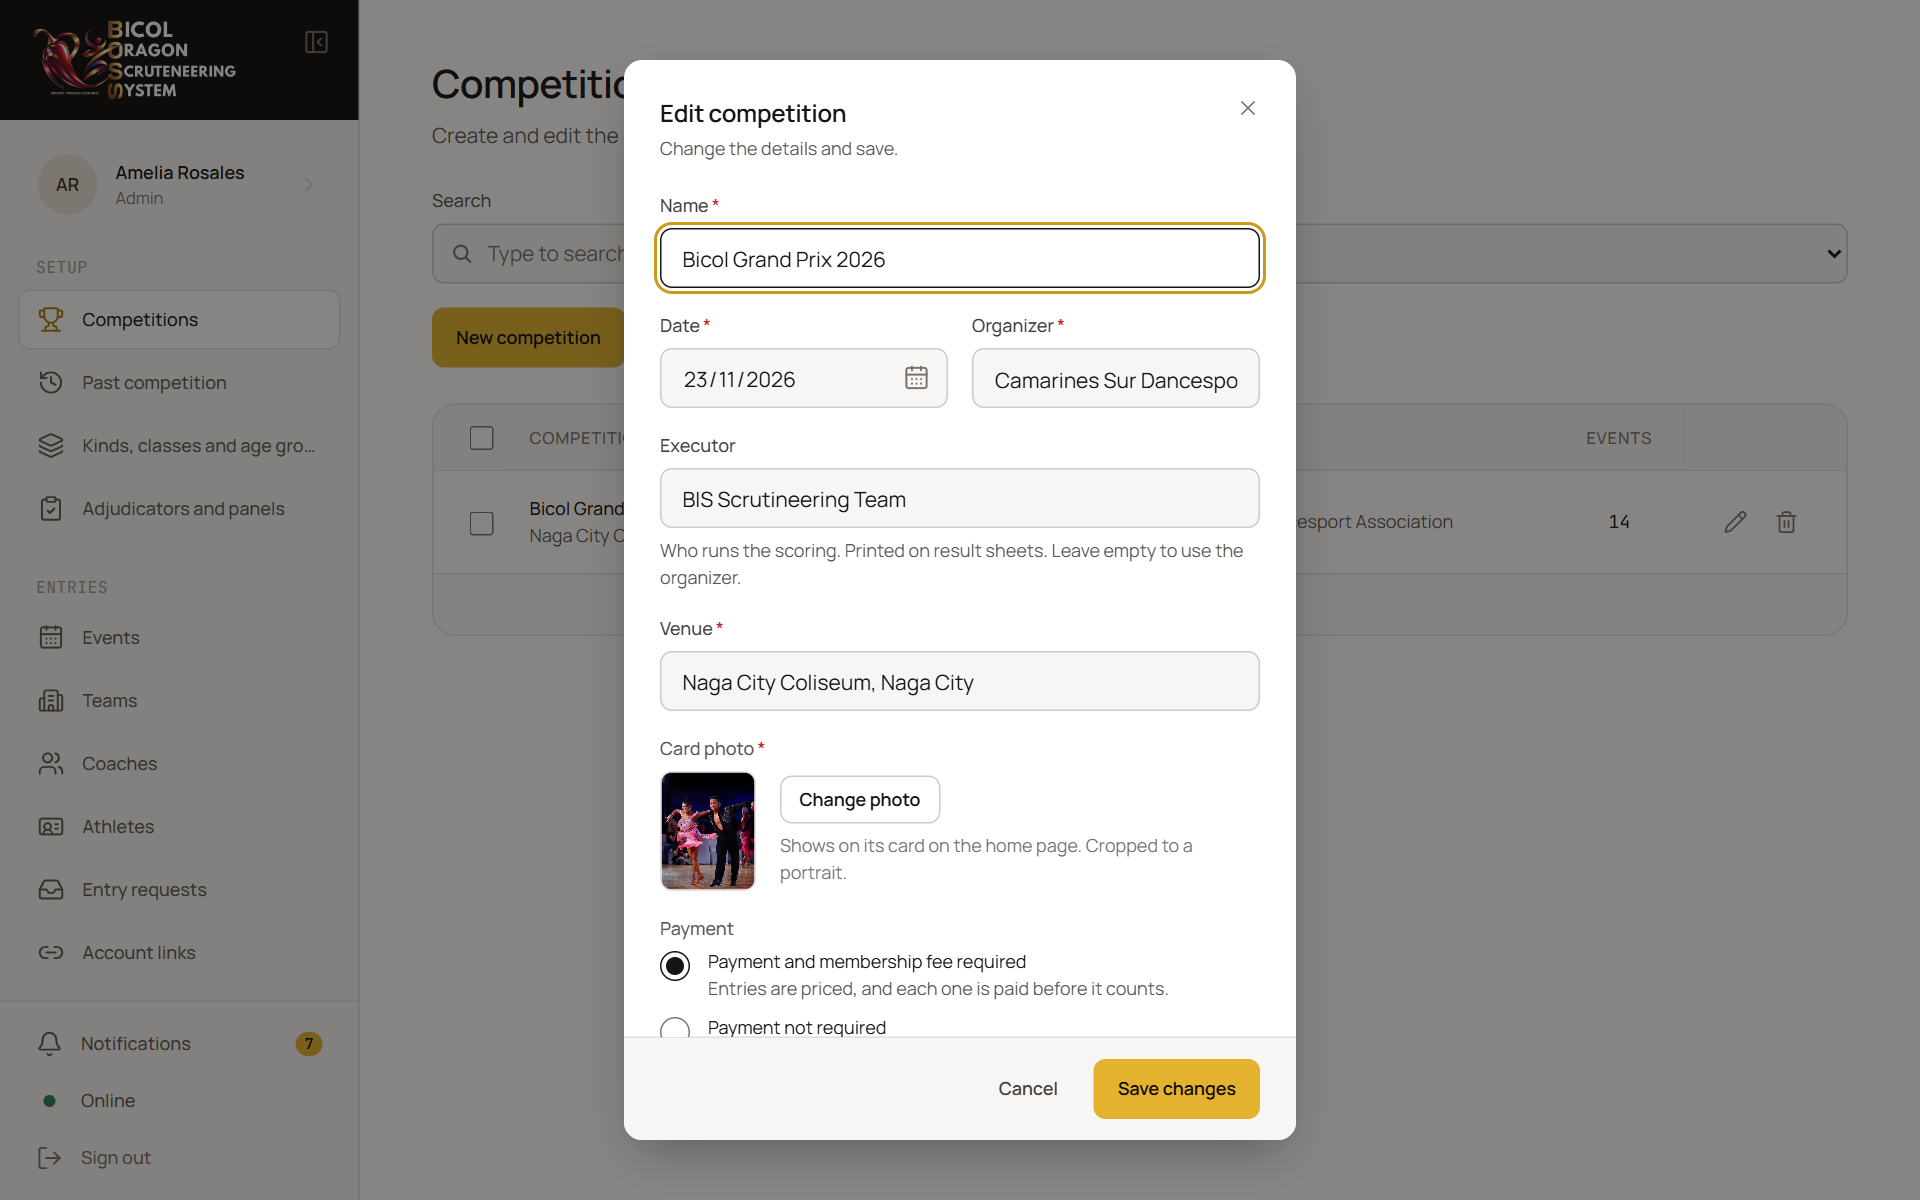 BICOL
DRAGON
SCRUTENEERING
SYSTEM
AR
Amelia Rosales
Admin
SETUP
Competitions
Past competition
Kinds, classes and age gro...
Adjudicators and panels
ENTRIES
Events
Teams
Coaches
Athletes
Entry requests
Account links
Notifications
7
Online
Sign out
Competitio
Create and edit the
Search
Type to search
New competition
COMPETITI
EVENTS
Bicol Grand
Naga City C
esport Association
14
Edit competition
Change the details and save.
Name *
Bicol Grand Prix 2026
Date *
Organizer *
23/11/2026
Camarines Sur Dancespo
Executor
BIS Scrutineering Team
Who runs the scoring. Printed on result sheets. Leave empty to use the
organizer.
Venue *
Naga City Coliseum, Naga City
Card photo *
Change photo
Shows on its card on the home page. Cropped to a
portrait.
Payment
Payment and membership fee required
Entries are priced, and each one is paid before it counts.
Payment not required
Cancel
Save changes